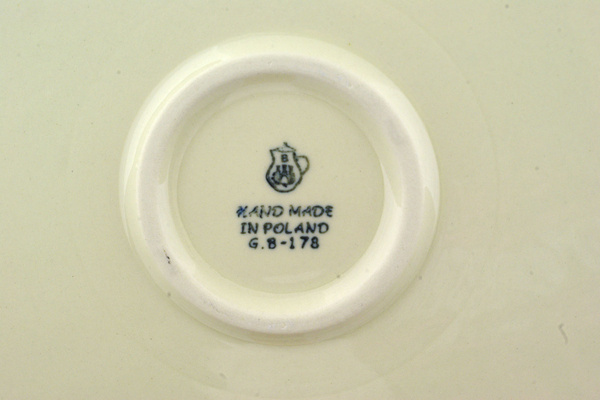 B
HAND MADE
IN POLAND
G.B-178